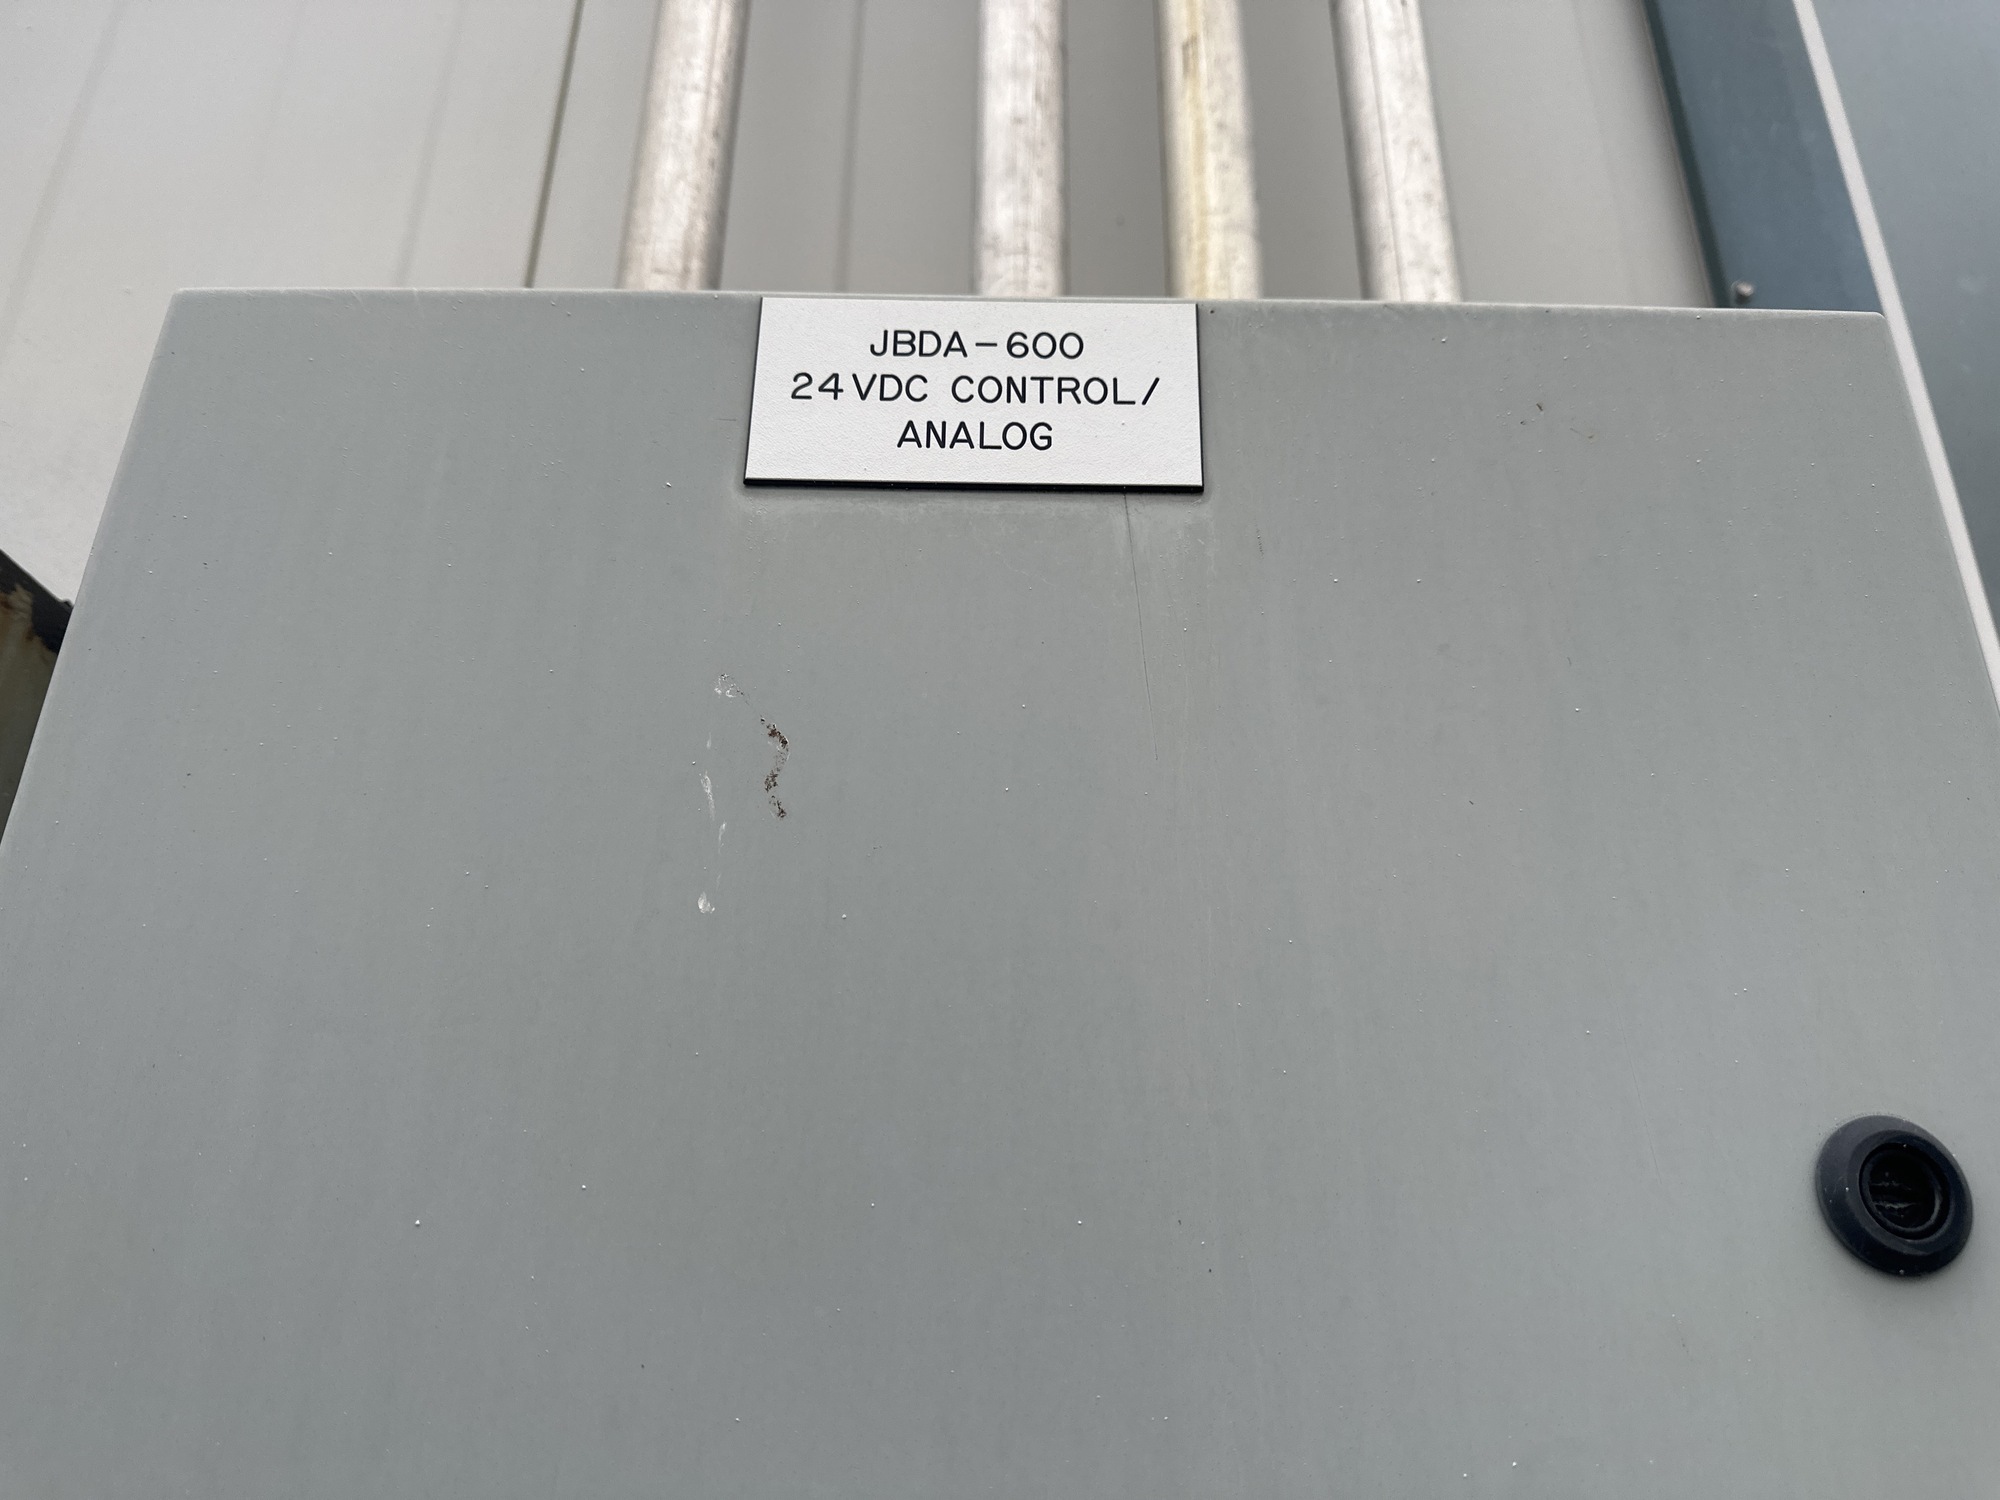 JBDA-600
24VDC CONTROL/
ANALOG